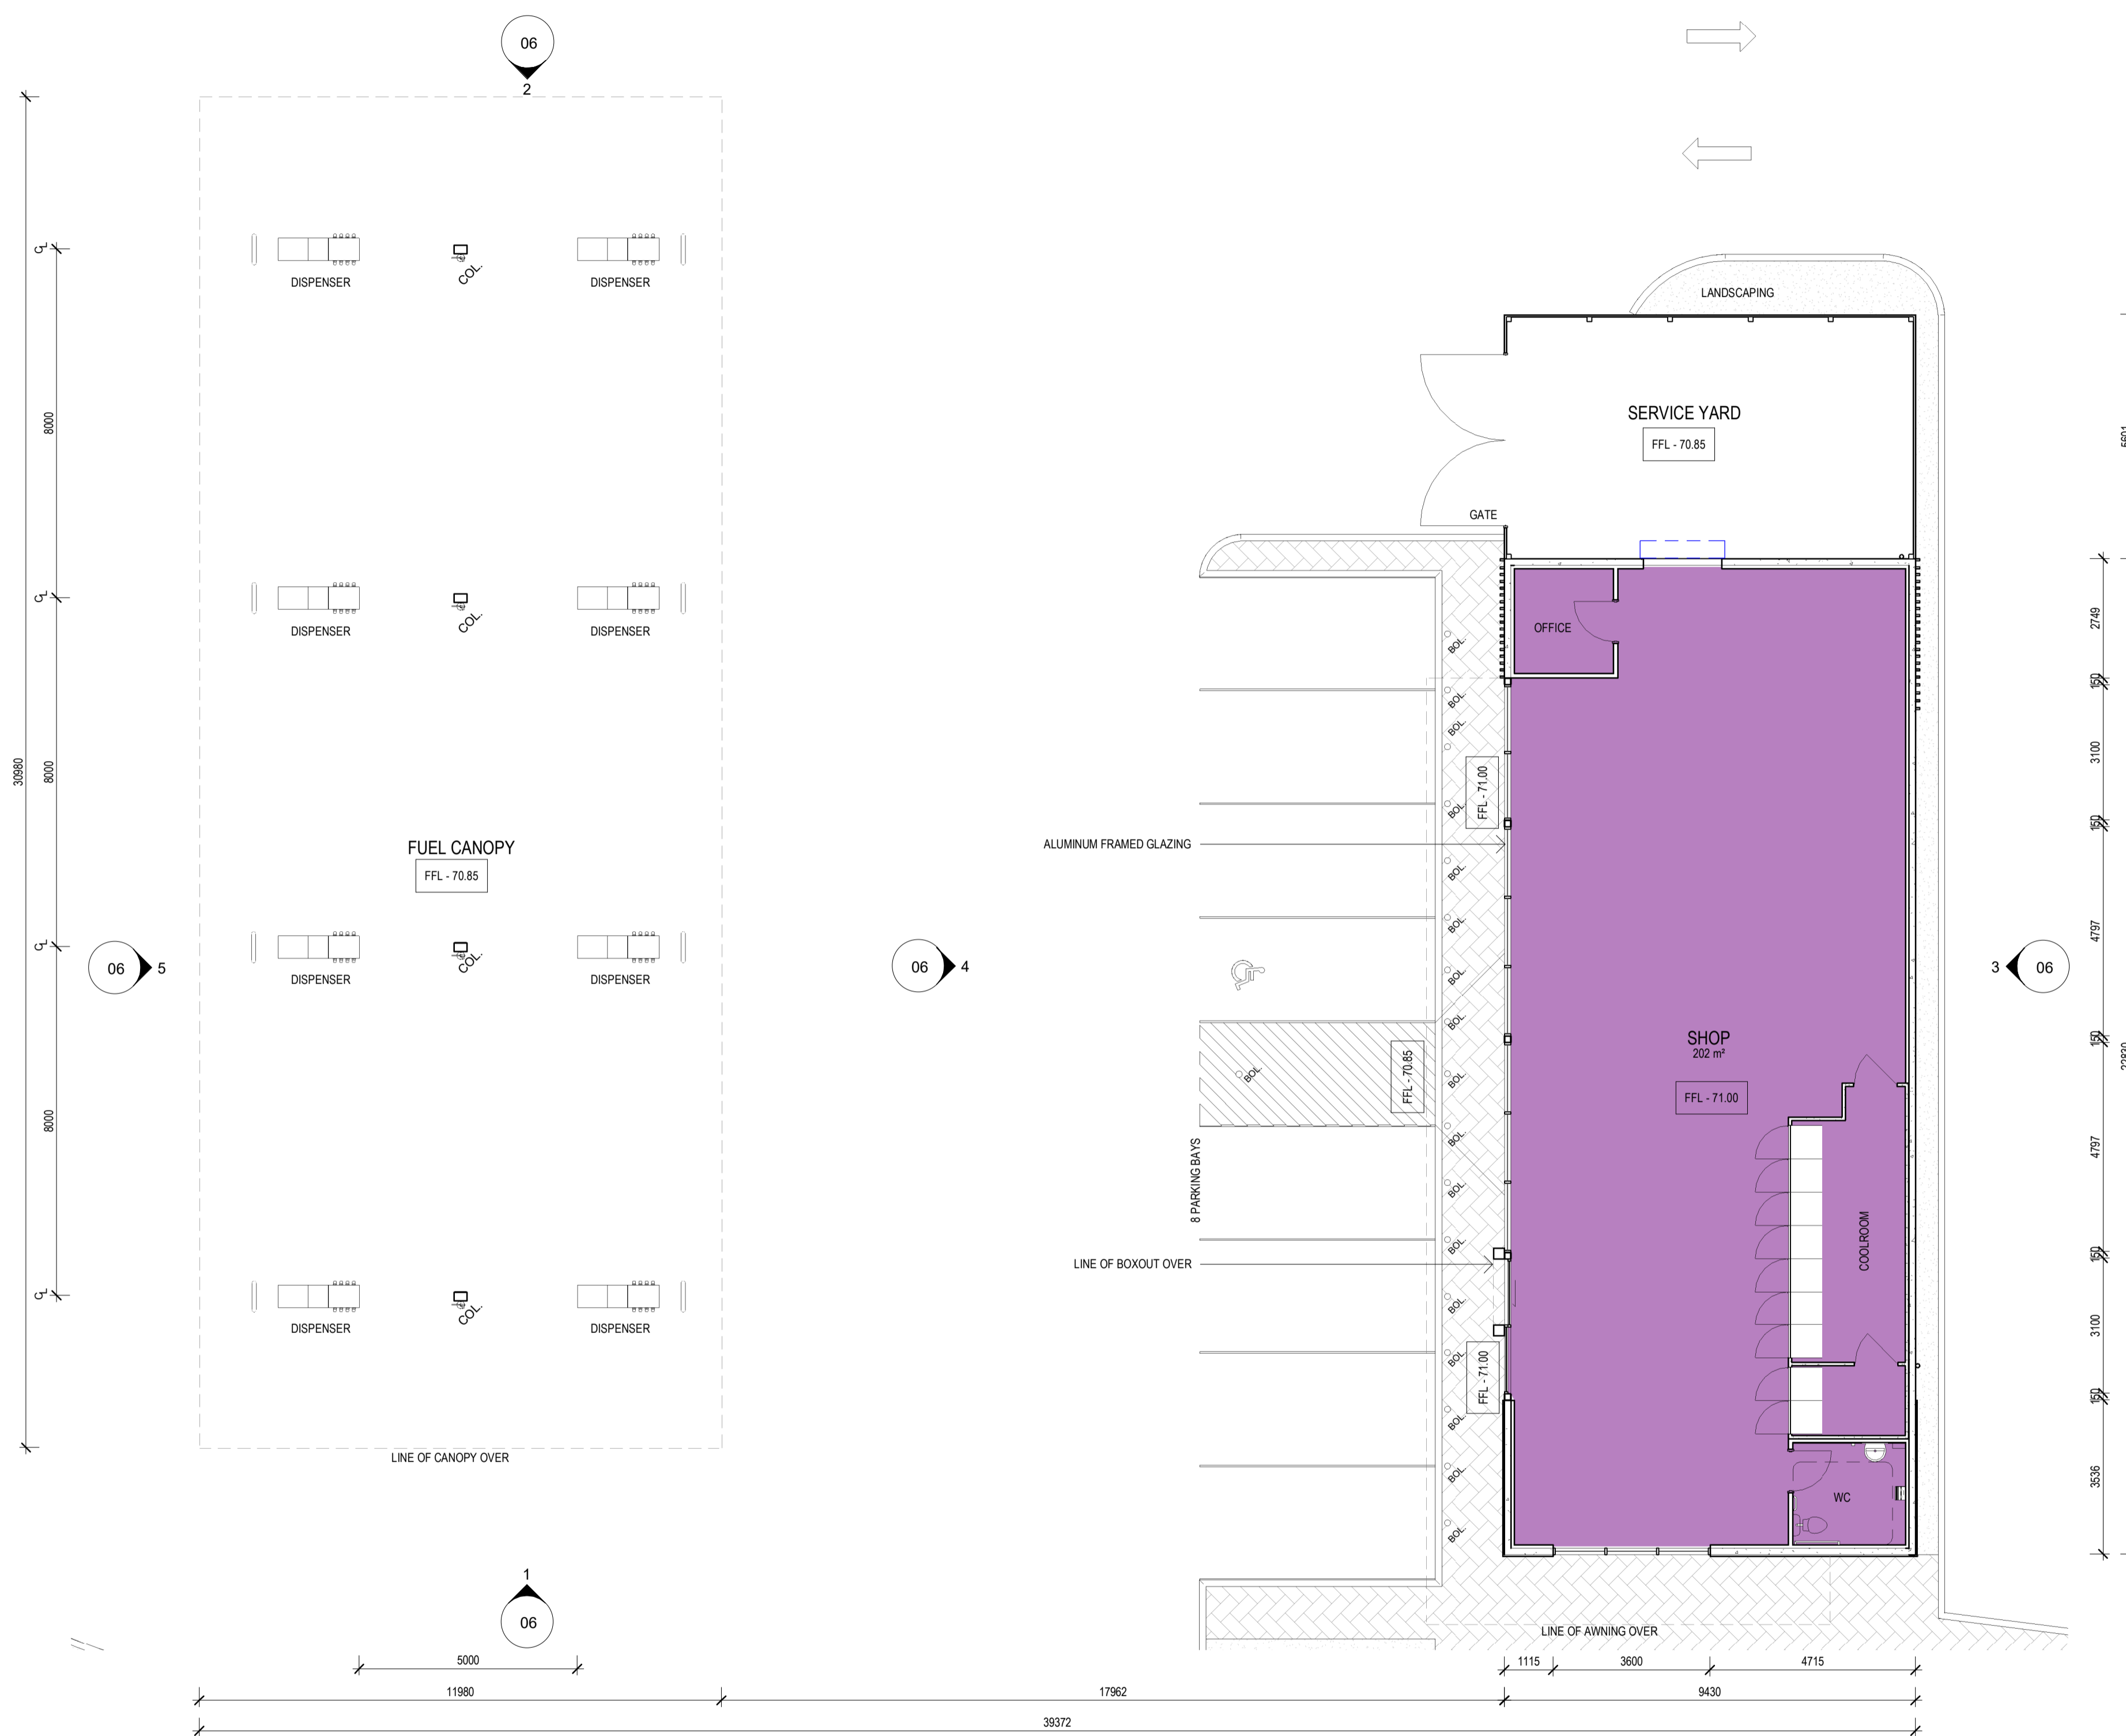 06
2
LANDSCAPING
DISPENSER
COL.
DISPENSER
CL
8000
SERVICE YARD
FFL - 70.85
GATE
CL
DISPENSER
COL.
DISPENSER
OFFICE
BOL.
BOL.
BOL.
2749
150
30980
8000
FFL - 71.00
BOL.
3100
150
ALUMINUM FRAMED GLAZING
FUEL CANOPY
FFL - 70.85
BOL.
BOL.
4797
CL
DISPENSER
COL.
DISPENSER
06
5
06
4
BOL.
3
06
BOL.
SHOP
202 m²
FFL - 71.00
150
FFL - 70.85
BOL.
BOL.
8000
BOL.
4797
8 PARKING BAYS
BOL.
COOLROOM
BOL.
150
LINE OF BOXOUT OVER
CL
DISPENSER
COL.
DISPENSER
BOL.
3100
BOL.
FFL - 71.00
150
BOL.
LINE OF CANOPY OVER
BOL.
WC
3536
BOL.
1
06
LINE OF AWNING OVER
5000
1115
3600
4715
11980
17962
9430
39372